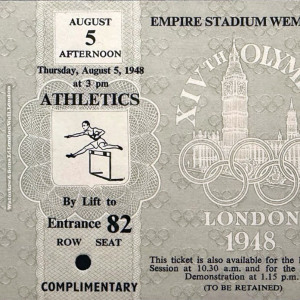 AUGUST
5
AFTERNOON
Thursday, August 5, 1948
at 3 pm
ATHLETICS
By Lift to
Entrance 82
ROW SEAT
COMPLIMENTARY
EMPIRE STADIUM WEM
XIVTH OLYM
LONDON
1948
This ticket is also available for the
Session at 10.30 a.m. and for the
Demonstration at 1.15 p.m.
(TO BE RETAINED)